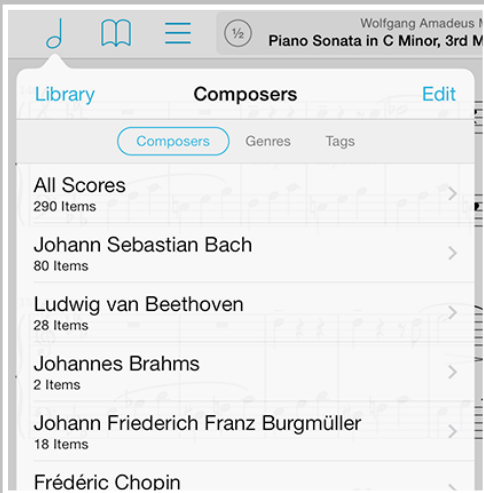 ½
Wolfgang Amadeus
Piano Sonata in C Minor, 3rd
Library
Composers
Edit
Composers
Genres
Tags
All Scores
290 Items
Johann Sebastian Bach
80 Items
Ludwig van Beethoven
28 Items
Johannes Brahms
2 Items
Johann Friederich Franz Burgmüller
18 Items
Frédéric Chopin